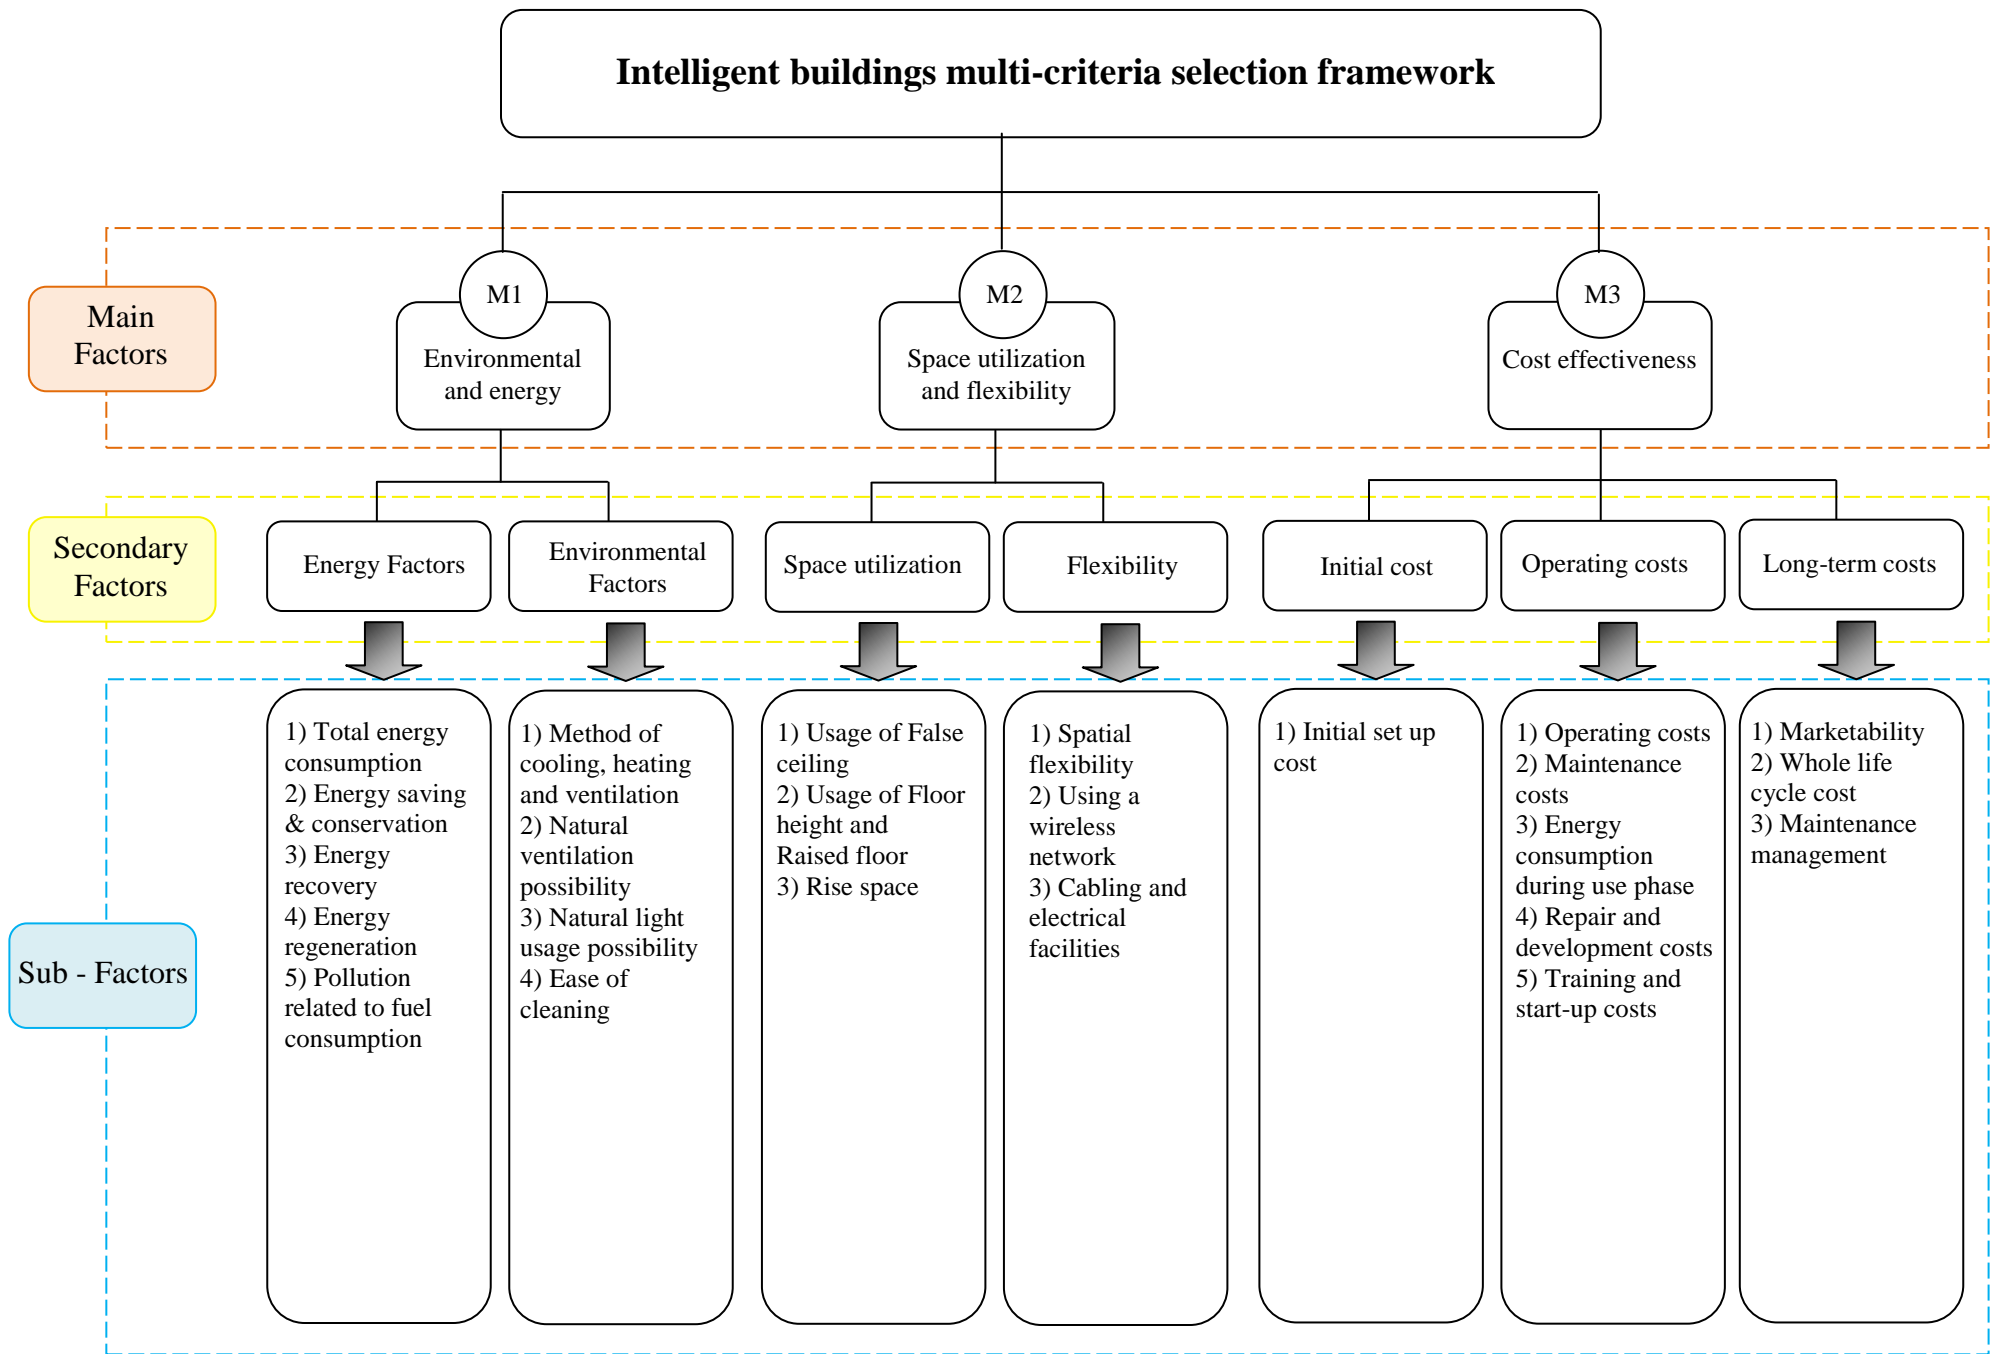 Intelligent buildings multi-criteria selection framework
Main
Factors
M1
Environmental
and energy
M2
Space utilization
and flexibility
M3
Cost effectiveness
Secondary
Factors
Energy Factors
Environmental
Factors
Space utilization
Flexibility
Initial cost
Operating costs
Long-term costs
Sub - Factors
1) Total energy
consumption
2) Energy saving
& conservation
3) Energy
recovery
4) Energy
regeneration
5) Pollution
related to fuel
consumption
1) Method of
cooling, heating
and ventilation
2) Natural
ventilation
possibility
3) Natural light
usage possibility
4) Ease of
cleaning
1) Usage of False
ceiling
2) Usage of Floor
height and
Raised floor
3) Rise space
1) Spatial
flexibility
2) Using a
wireless
network
3) Cabling and
electrical
facilities
1) Initial set up
cost
1) Operating costs
2) Maintenance
costs
3) Energy
consumption
during use phase
4) Repair and
development costs
5) Training and
start-up costs
1) Marketability
2) Whole life
cycle cost
3) Maintenance
management